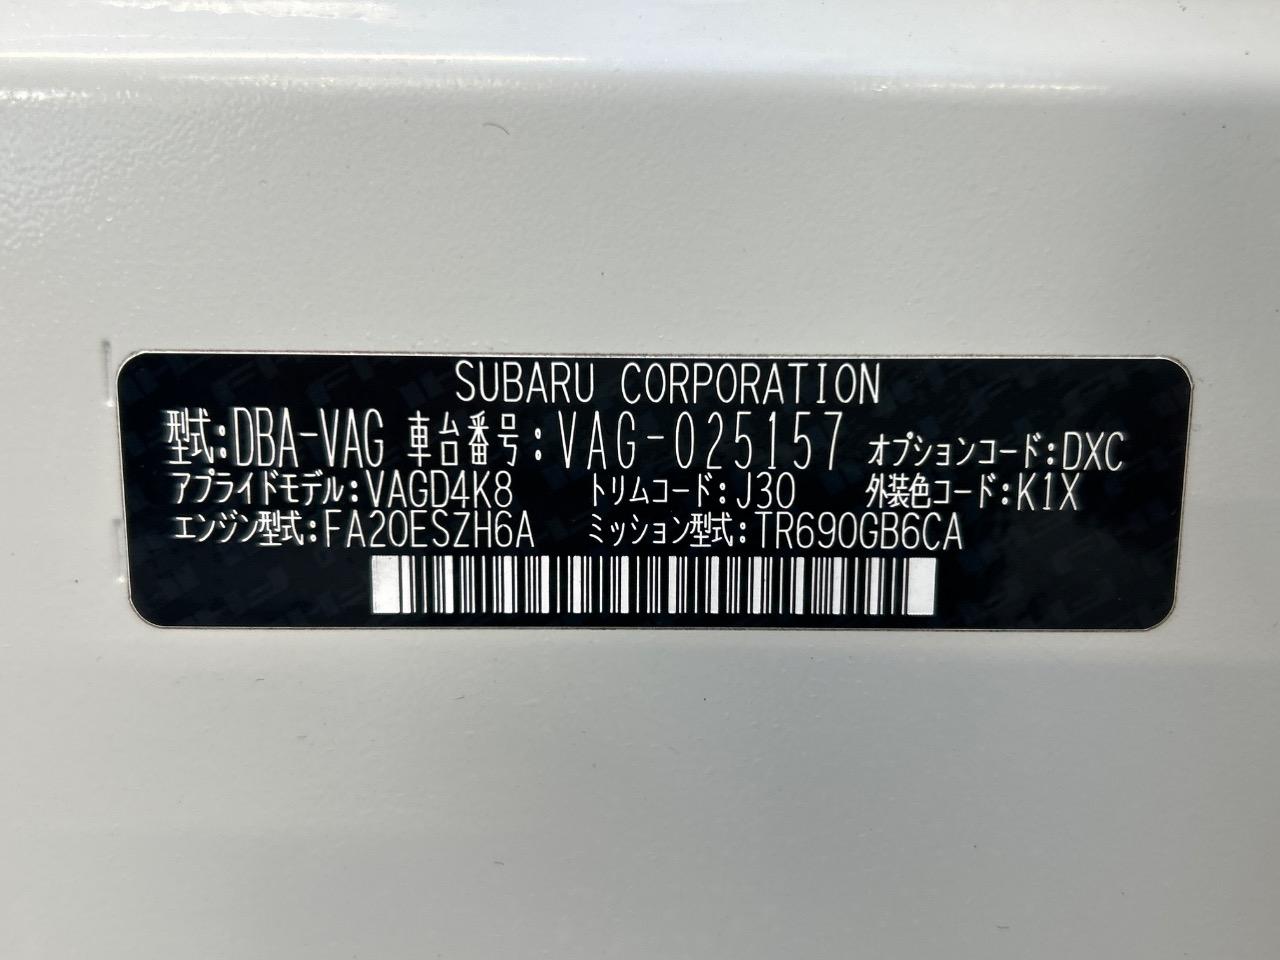 SUBARU CORPORATION
型式:DBA-VAG 車台番号:VAG-025157 オプションコード:DXC
アプライドモデル:VAGD4K8 トリムコード:J30 外装色コード:K1X
エンジン型式:FA20ESZH6A ミッション型式:TR690GB6CA